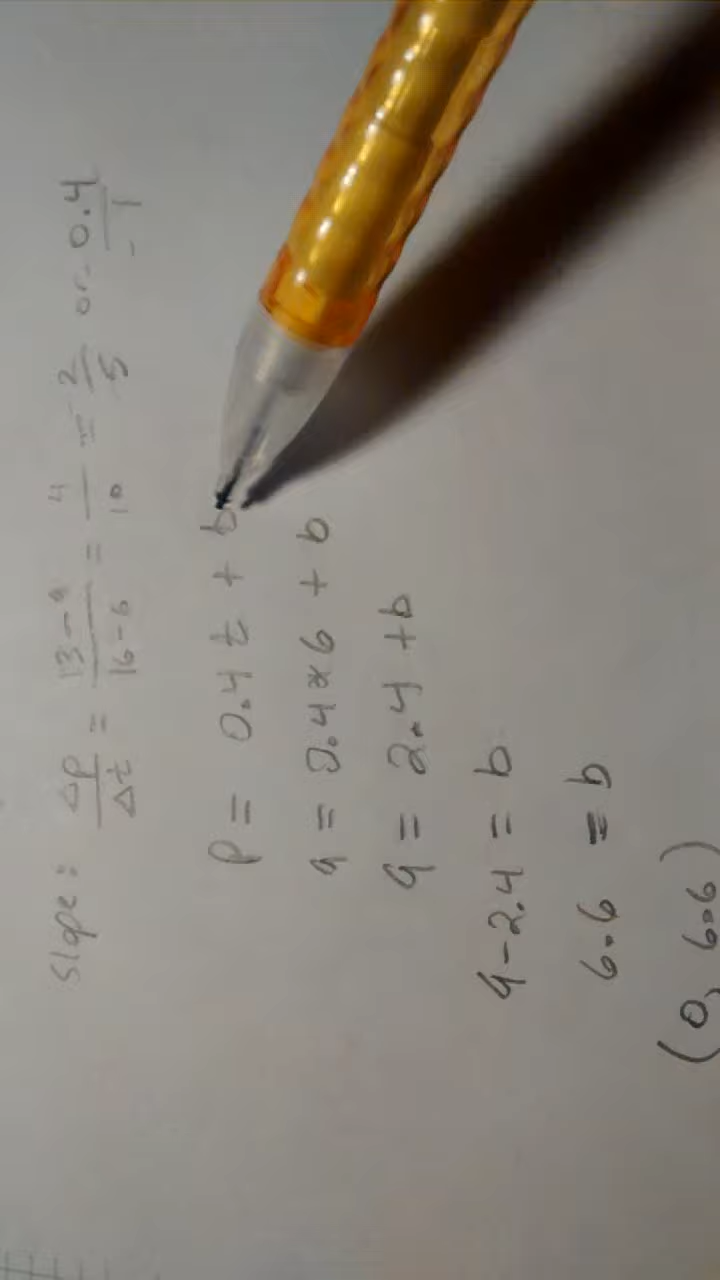 slope: ΔP/Δt = 13-9/16-6 = 4/10 = 2/5 or 0.4/1
P = 0.4t + b
9 = 0.4*6 + b
9 = 2.4 + b
9-2.4 = b
6.6 = b
(0, 6.6)